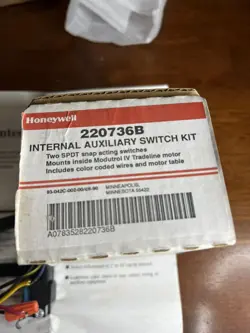 Honeywell
220736B
INTERNAL AUXILIARY SWITCH KIT
Two SPDT snap acting switches
Mounts inside Modutrol IV Tradeline motor
Includes color coded wires and motor table
MINNEAPOLIS,
MINNESOTA 55422
A0783528220736B